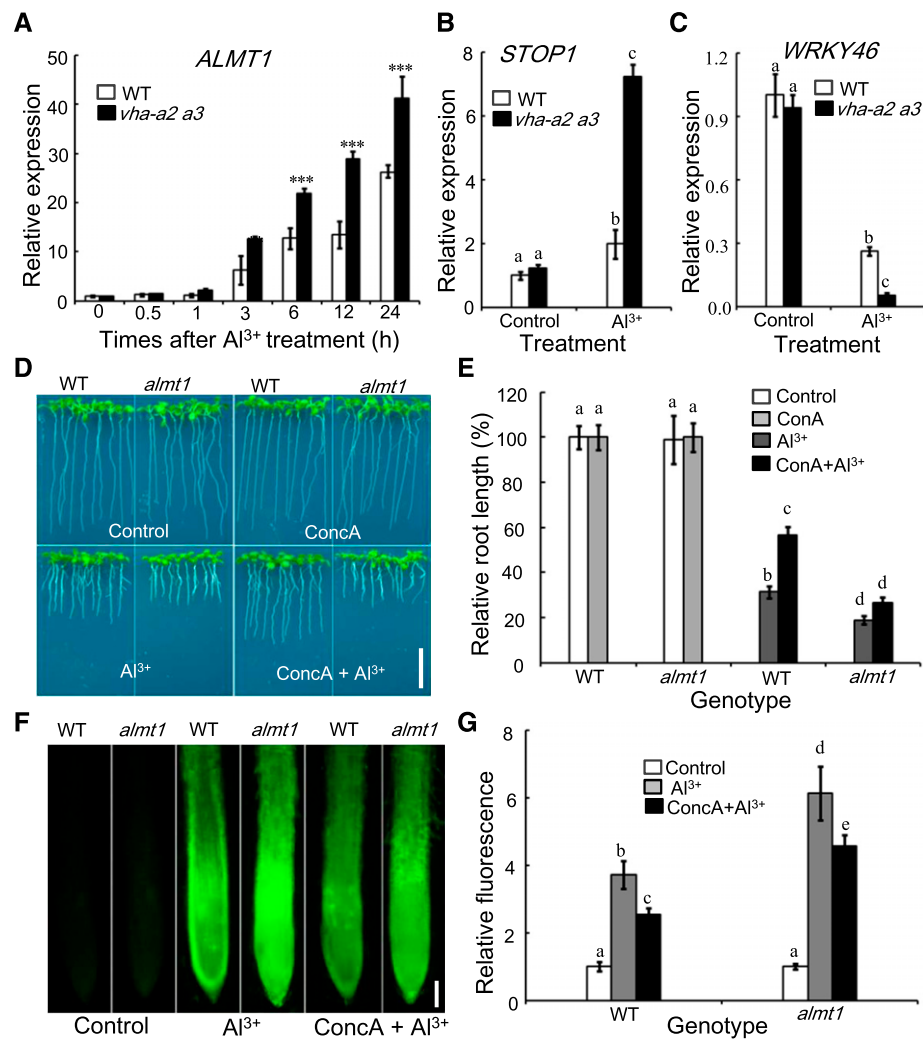 A
ALMT1
Relative expression
50
40
30
20
10
0
WT
vha-a2 a3
***
***
***
0 0.5 1 3 6 12 24
Times after Al³⁺ treatment (h)
B
STOP1
Relative expression
8
6
4
2
0
WT
vha-a2 a3
a a b c
Control Al³⁺
Treatment
C
WRKY46
Relative expression
1.2
0.9
0.6
0.3
0.0
WT
vha-a2 a3
a a b c
Control Al³⁺
Treatment
D
WT almt1 WT almt1
Control ConcA
Al³⁺ ConcA + Al³⁺
E
Relative root length (%)
120
100
80
60
40
20
0
Control
ConA
Al³⁺
ConA+Al³⁺
a a a a b c d d
WT almt1 WT almt1
Genotype
F
WT almt1 WT almt1 WT almt1
Control Al³⁺ ConcA + Al³⁺
G
Relative fluorescence
8
6
4
2
0
Control
Al³⁺
ConcA+Al³⁺
a b c a d e
WT almt1
Genotype